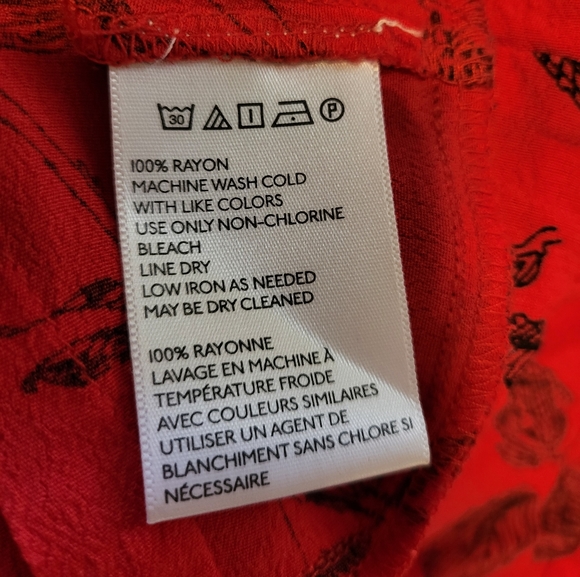 30 P
100% RAYON
MACHINE WASH COLD
WITH LIKE COLORS
USE ONLY NON-CHLORINE
BLEACH
LINE DRY
LOW IRON AS NEEDED
MAY BE DRY CLEANED
100% RAYONNE
LAVAGE EN MACHINE À
TEMPÉRATURE FROIDE
AVEC COULEURS SIMILAIRES
UTILISER UN AGENT DE
BLANCHIMENT SANS CHLORE SI
NÉCESSAIRE